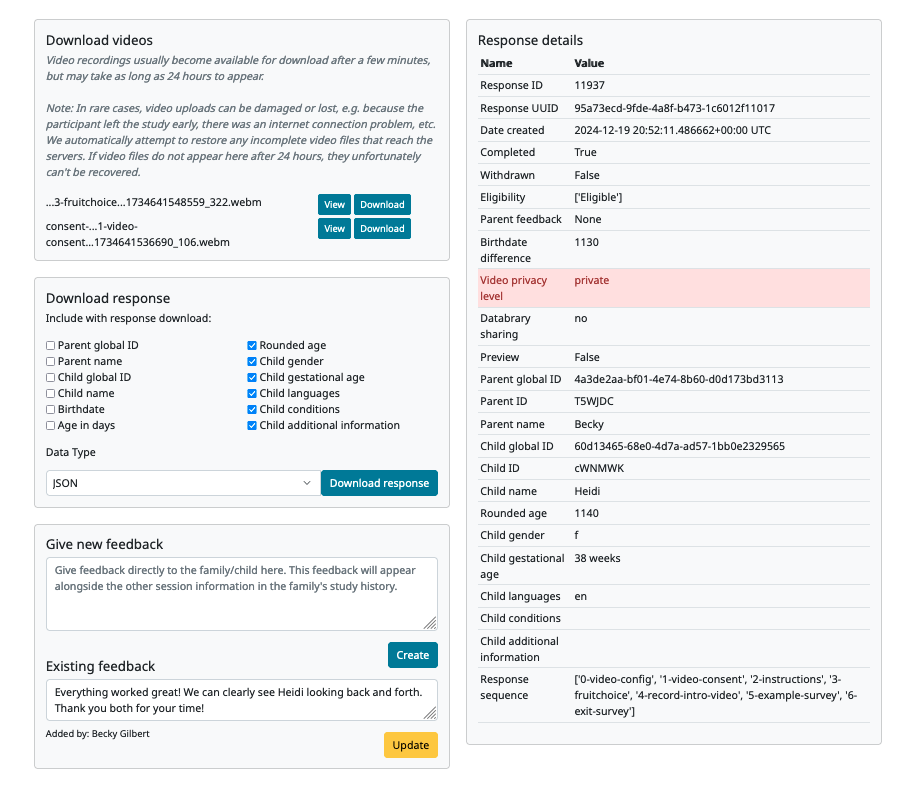 Download videos
Video recordings usually become available for download after a few minutes,
but may take as long as 24 hours to appear.
Note: In rare cases, video uploads can be damaged or lost, e.g. because the
participant left the study early, there was an internet connection problem, etc.
We automatically attempt to restore any incomplete video files that reach the
servers. If video files do not appear here after 24 hours, they unfortunately
can't be recovered.
...3-fruitchoice...1734641548559_322.webm View Download
consent-...1-video- View Download
consent...1734641536690_106.webm
Download response
Include with response download:
Parent global ID Rounded age
Parent name Child gender
Child global ID Child gestational age
Child name Child languages
Birthdate Child conditions
Age in days Child additional information
Data Type
JSON Download response
Give new feedback
Give feedback directly to the family/child here. This feedback will appear
alongside the other session information in the family's study history.
Create
Existing feedback
Everything worked great! We can clearly see Heidi looking back and forth.
Thank you both for your time!
Added by: Becky Gilbert
Update
Response details
Name Value
Response ID 11937
Response UUID 95a73ecd-9fde-4a8f-b473-1c6012f11017
Date created 2024-12-19 20:52:11.486662+00:00 UTC
Completed True
Withdrawn False
Eligibility ['Eligible']
Parent feedback None
Birthdate 1130
difference
Video privacy private
level
Databrary no
sharing
Preview False
Parent global ID 4a3de2aa-bf01-4e74-8b60-d0d173bd3113
Parent ID T5WJDC
Parent name Becky
Child global ID 60d13465-68e0-4d7a-ad57-1bb0e2329565
Child ID cWNMWK
Child name Heidi
Rounded age 1140
Child gender f
Child gestational 38 weeks
age
Child languages en
Child conditions
Child additional
information
Response ['0-video-config', '1-video-consent', '2-instructions', '3-
sequence fruitchoice', '4-record-intro-video', '5-example-survey', '6-
exit-survey']